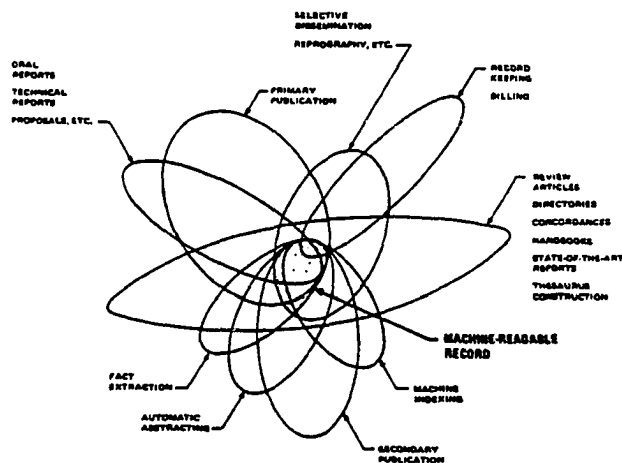 SELECTIVE
DISSEMINATION
REPROGRAPHY, ETC.
ORAL
REPORTS
TECHNICAL
REPORTS
PROPOSALS, ETC.
PRIMARY
PUBLICATION
RECORD
KEEPING
BILLING
REVIEW
ARTICLES
DIRECTORIES
CONCORDANCES
HANDBOOKS
STATE-OF-THE-ART
REPORTS
THESAURUS
CONSTRUCTION
MACHINE-READABLE
RECORD
FACT
EXTRACTION
MACHINE
INDEXING
AUTOMATIC
ABSTRACTING
SECONDARY
PUBLICATION